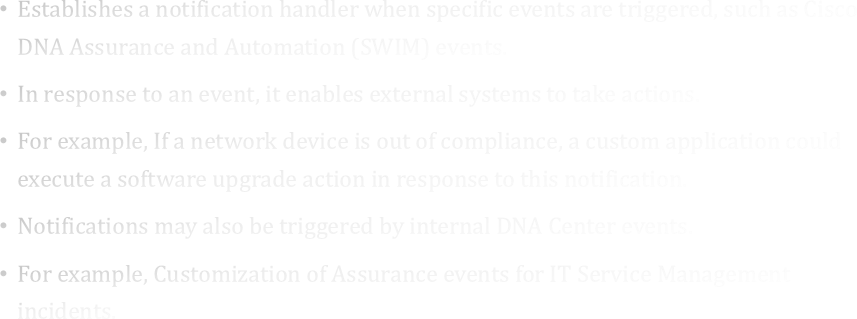 • Establishes a notification handler when specific events are triggered, such as Cisco
DNA Assurance and Automation (SWIM) events
• In response to an event, it enables external systems to take actions
• For example, If a network device is out of compliance, a custom application could
execute a software upgrade action in response to this notification.
• Notifications may also be triggered by internal DNA Center events
• For example, Customization of Assurance events for IT Service Management
incidents.